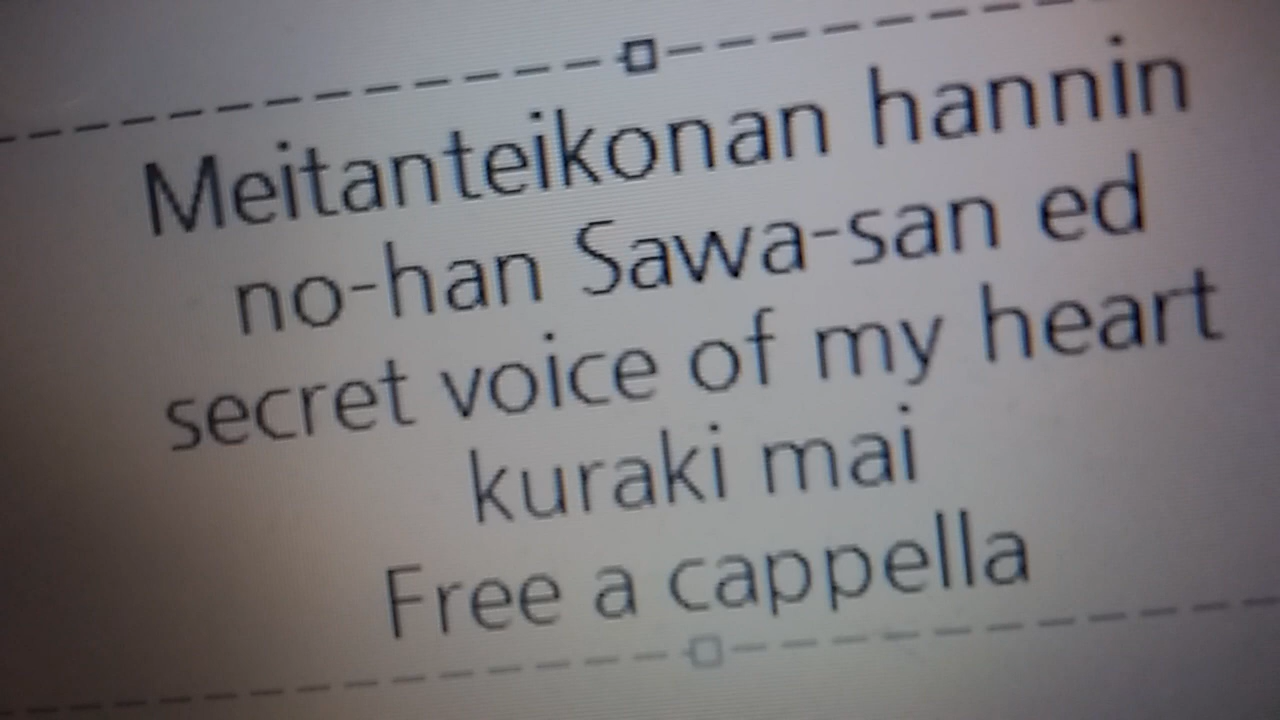 Meitanteikonan hannin
no-han Sawa-san ed
secret voice of my heart
kuraki mai
Free a cappella